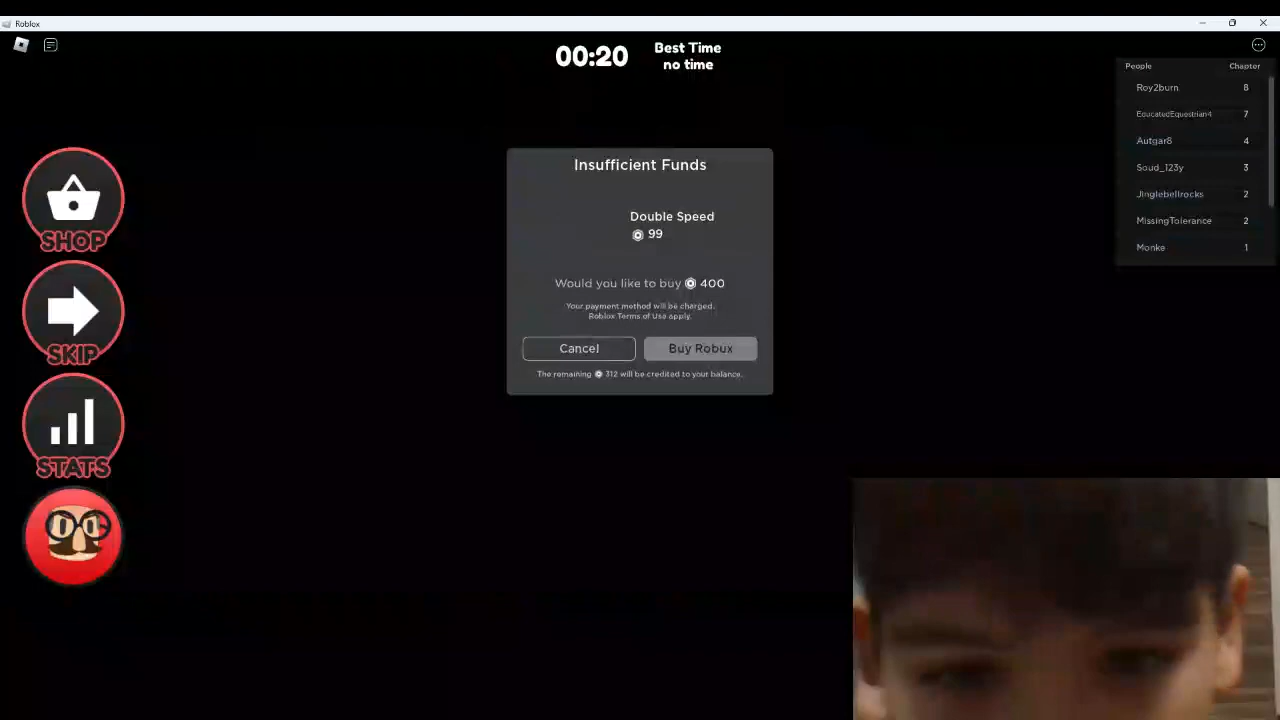 Roblox
00:20
Best Time
no time
People Chapter
Roy2burn 8
EducatedEquestrian4 7
Autgar8 4
Soud_123y 3
Jinglebellrocks 2
MissingTolerance 2
Monke 1
SHOP
SKIP
STATS
Insufficient Funds
Double Speed
99
Would you like to buy 400
Your payment method will be charged.
Roblox Terms of Use apply.
Cancel
Buy Robux
The remaining 312 will be credited to your balance.